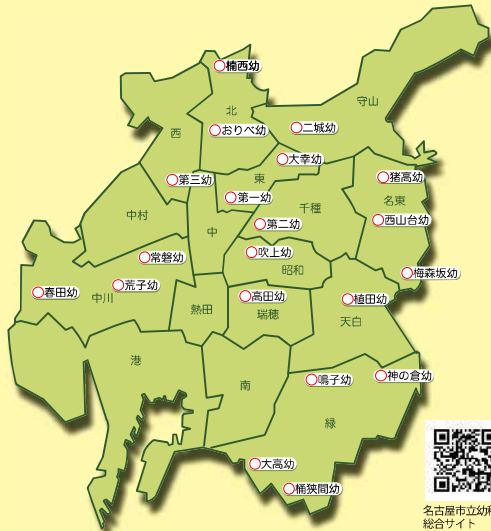 ○楠西幼
守山
北
○おりべ幼
○二城幼
西
○大幸幼
東
○第三幼
○猪高幼
○第一幼
名東
千種
中村
○西山台幼
○第二幼
中
○吹上幼
○常磐幼
昭和
○梅森坂幼
○荒子幼
○春田幼
中川
○高田幼
○植田幼
熱田
瑞穂
天白
港
○神の倉幼
○鳴子幼
南
緑
○大高幼
○桶狭間幼
名古屋市立幼稚
総合サイト